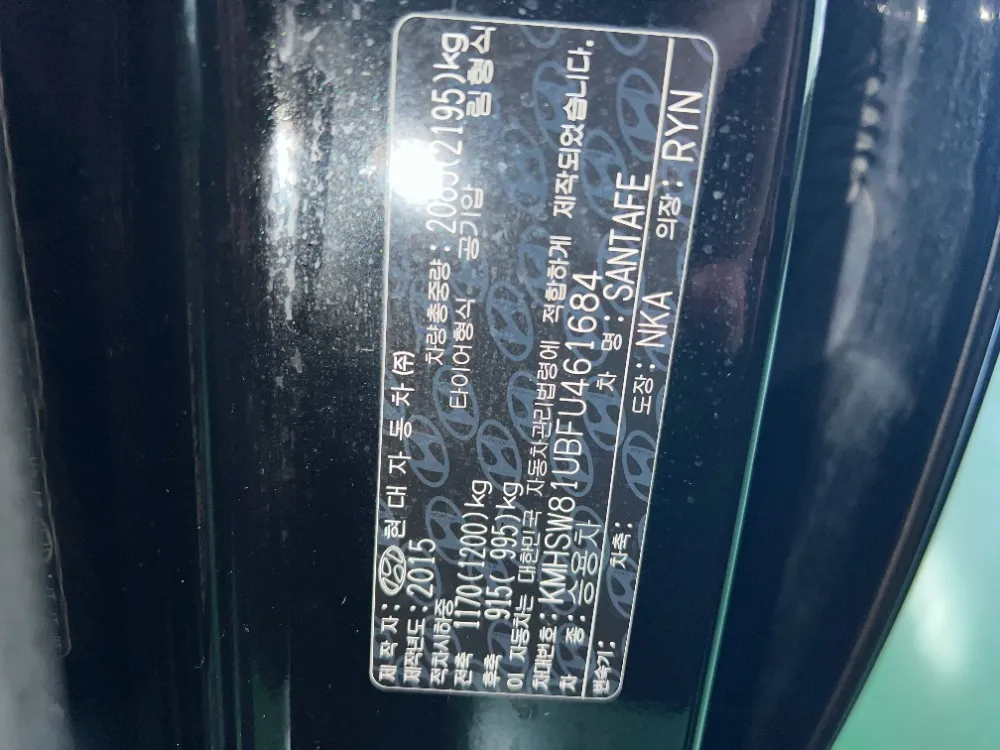 제 작 자 : 현 대 자 동 차 (주)
제작년도 : 2015
적차시하중 차량총중량 : (2195)kg
전축 1170(1200)kg 타이어형식 공기압 림형식
후축 915( 995)kg
이 자동차는 대한민국 자동차관리법령에 적합하게 제작되었습니다.
차대번호 : KMHSW81UBFU461684
차 종 : 승용차 차 명 : SANTAFE
변속기 : 차축 : 도장 : NKA 의장 : RYN